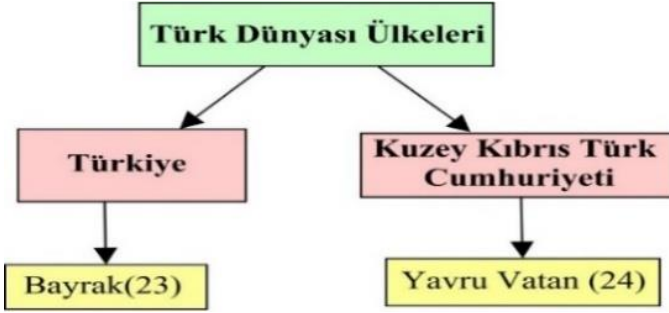 Türk Dünyası Ülkeleri
Türkiye
Kuzey Kıbrıs Türk
Cumhuriyeti
Bayrak(23)
Yavru Vatan (24)